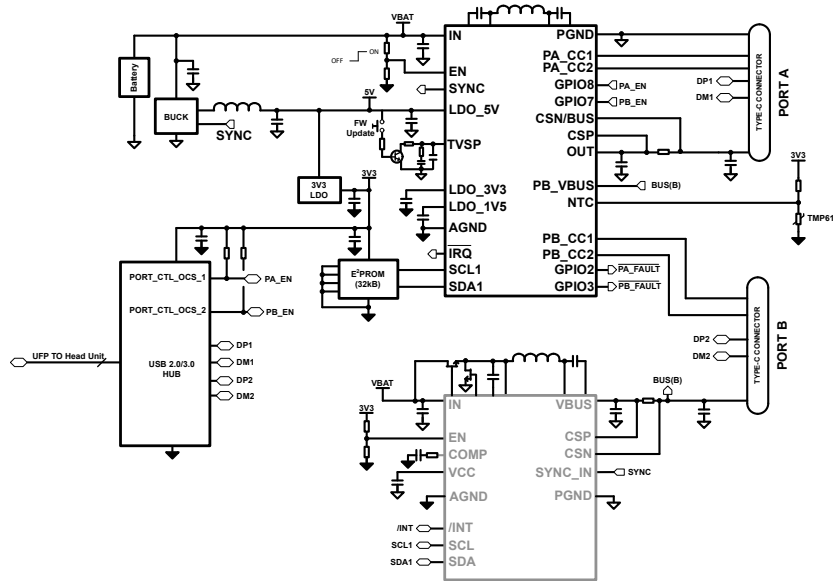 VBAT
IN
PGND
PA_CC1
PA_CC2
OFF
ON
EN
SYNC
GPIO8
PA_EN
GPIO7
PB_EN
DP1
DM1
TYPE-C CONNECTOR
PORT A
Battery
BUCK
SYNC
5V
LDO_5V
CSN/BUS
CSP
OUT
FW
Update
TVSP
3V3
3V3
LDO
3V3
LDO_3V3
LDO_1V5
AGND
IRQ
SCL1
SDA1
PB_VBUS
BUS(B)
NTC
TMP61
PB_CC1
PB_CC2
GPIO2
PA_FAULT
GPIO3
PB_FAULT
E²PROM
(32kB)
PORT_CTL_OCS_1
PA_EN
PORT_CTL_OCS_2
PB_EN
UFP TO Head Unit
USB 2.0/3.0
HUB
DP1
DM1
DP2
DM2
DP2
DM2
TYPE-C CONNECTOR
PORT B
VBAT
3V3
BUS(B)
IN
VBUS
EN
CSP
COMP
CSN
VCC
SYNC_IN
SYNC
AGND
PGND
/INT
/INT
SCL1
SCL
SDA1
SDA